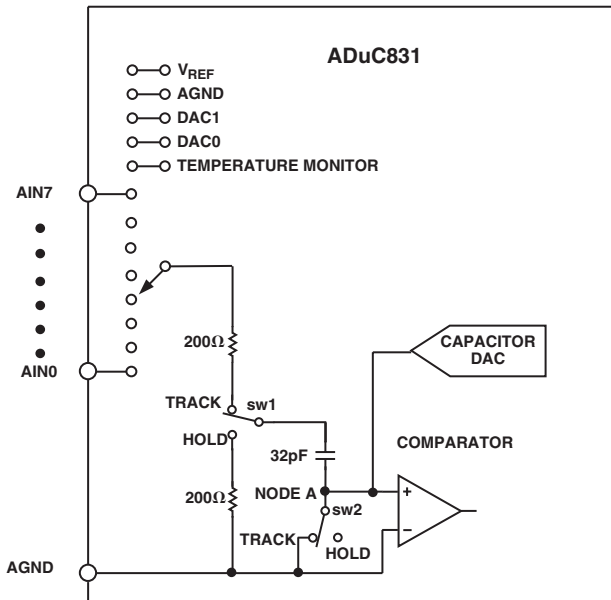 ADuC831
VREF
AGND
DAC1
DAC0
TEMPERATURE MONITOR
AIN7
AIN0
200Ω
CAPACITOR
DAC
TRACK
sw1
HOLD
32pF
COMPARATOR
200Ω
NODE A
+
−
sw2
TRACK
HOLD
AGND